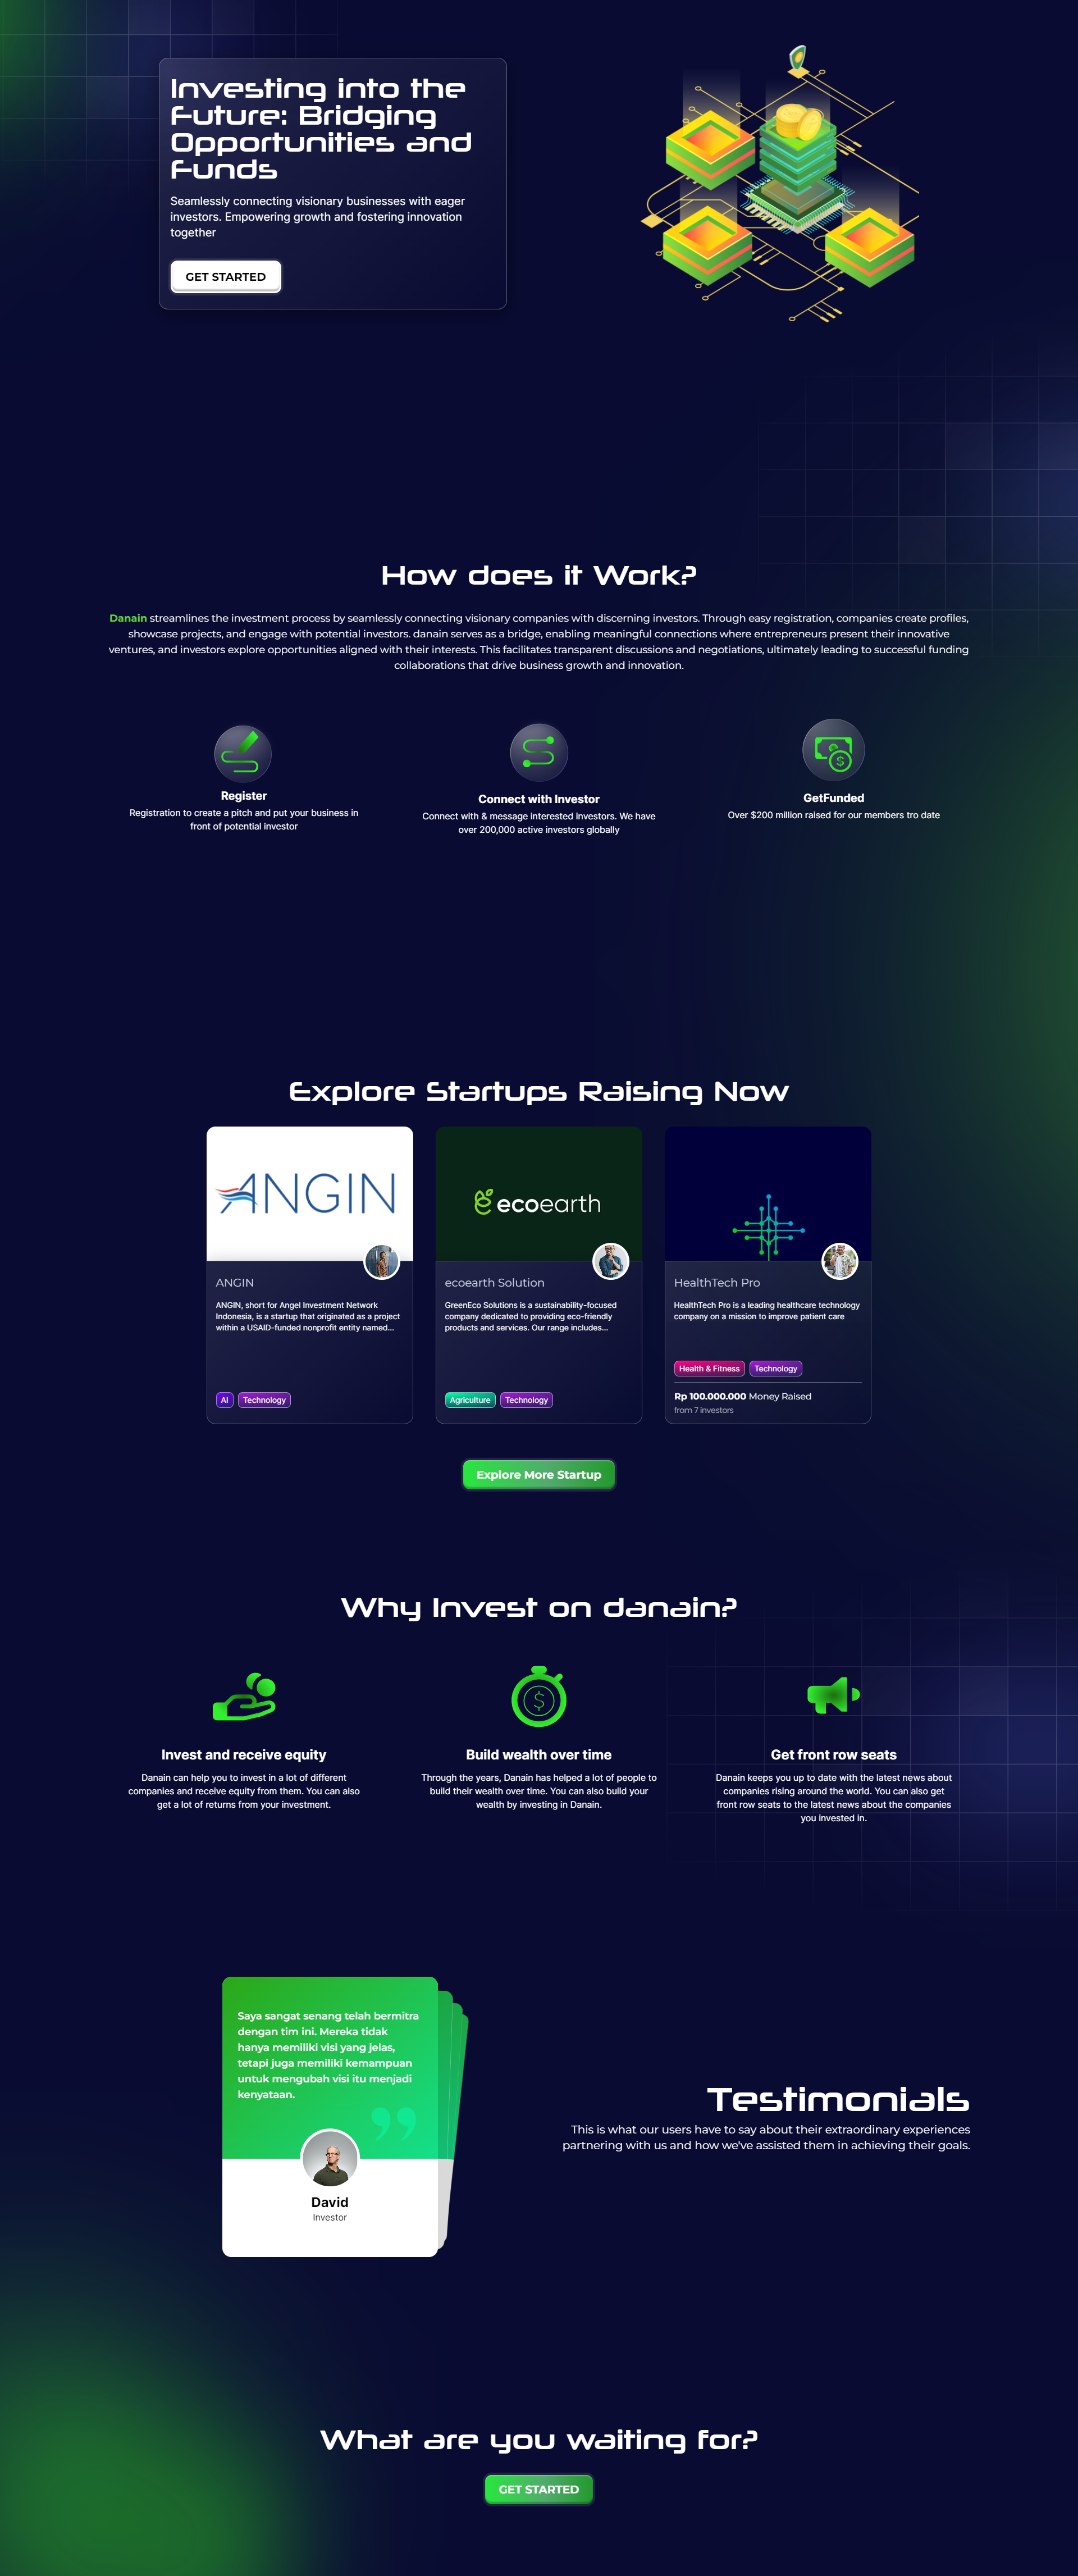 Investing into the
Future: Bridging
Opportunities and
Funds
Seamlessly connecting visionary businesses with eager
investors. Empowering growth and fostering innovation
together
GET STARTED
How does it Work?
Danain streamlines the investment process by seamlessly connecting visionary companies with discerning investors. Through easy registration, companies create profiles,
showcase projects, and engage with potential investors. danain serves as a bridge, enabling meaningful connections where entrepreneurs present their innovative
ventures, and investors explore opportunities aligned with their interests. This facilitates transparent discussions and negotiations, ultimately leading to successful funding
collaborations that drive business growth and innovation.
Register
Registration to create a pitch and put your business in
front of potential investor
Connect with Investor
Connect with & message interested investors. We have
over 200,000 active investors globally
GetFunded
Over $200 million raised for our members tro date
Explore Startups Raising Now
ANGIN
ANGIN
ANGIN, short for Angel Investment Network
Indonesia, is a startup that originated as a project
within a USAID-funded nonprofit entity named...
AI
Technology
ecoearth
ecoearth Solution
GreenEco Solutions is a sustainability-focused
company dedicated to providing eco-friendly
products and services. Our range includes...
Agriculture
Technology
HealthTech Pro
HealthTech Pro is a leading healthcare technology
company on a mission to improve patient care
Health & Fitness
Technology
Rp 100.000.000 Money Raised
from 7 investors
Explore More Startup
Why Invest on danain?
Invest and receive equity
Danain can help you to invest in a lot of different
companies and receive equity from them. You can also
get a lot of returns from your investment.
Build wealth over time
Through the years, Danain has helped a lot of people to
build their wealth over time. You can also build your
wealth by investing in Danain.
Get front row seats
Danain keeps you up to date with the latest news about
companies rising around the world. You can also get
front row seats to the latest news about the companies
you invested in.
Saya sangat senang telah bermitra
dengan tim ini. Mereka tidak
hanya memiliki visi yang jelas,
tetapi juga memiliki kemampuan
untuk mengubah visi itu menjadi
kenyataan.
David
Investor
Testimonials
This is what our users have to say about their extraordinary experiences
partnering with us and how we've assisted them in achieving their goals.
What are you waiting for?
GET STARTED